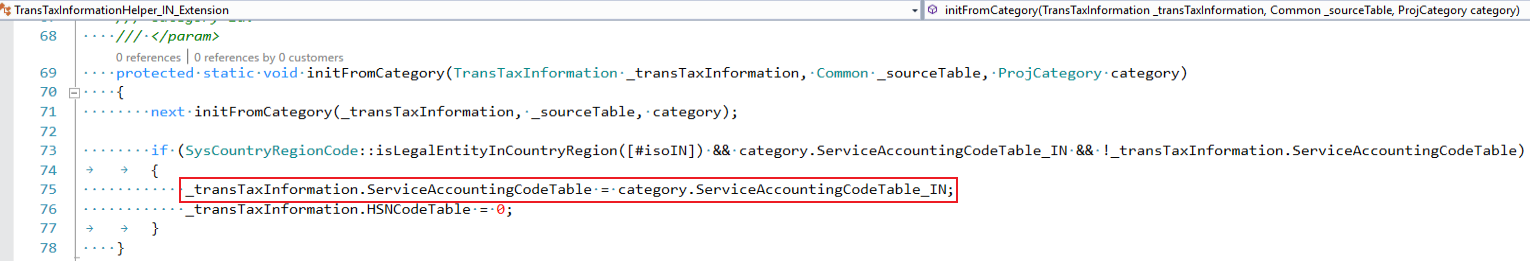 TransTaxInformationHelper_IN_Extension
initFromCategory(TransTaxInformation _transTaxInformation, Common _sourceTable, ProjCategory category)
68 /// </param>
0 references | 0 references by 0 customers
69 protected static void initFromCategory(TransTaxInformation _transTaxInformation, Common _sourceTable, ProjCategory category)
70 {
71 next initFromCategory(_transTaxInformation, _sourceTable, category);
72
73 if (SysCountryRegionCode::isLegalEntityInCountryRegion([#isoIN]) && category.ServiceAccountingCodeTable_IN && !_transTaxInformation.ServiceAccountingCodeTable)
74 {
75 _transTaxInformation.ServiceAccountingCodeTable = category.ServiceAccountingCodeTable_IN;
76 _transTaxInformation.HSNCodeTable = 0;
77 }
78 }